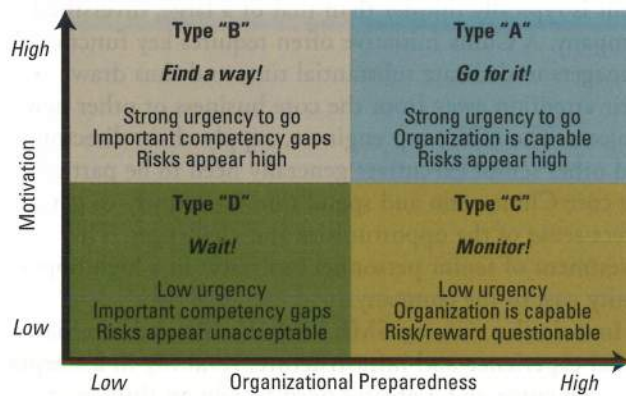 High
Type "B"
Find a way!
Strong urgency to go
Important competency gaps
Risks appear high
Type "A"
Go for it!
Strong urgency to go
Organization is capable
Risks appear high
Motivation
Type "D"
Wait!
Low urgency
Important competency gaps
Risks appear unacceptable
Type "C"
Monitor!
Low urgency
Organization is capable
Risk/reward questionable
Low
Low
Organizational Preparedness
High